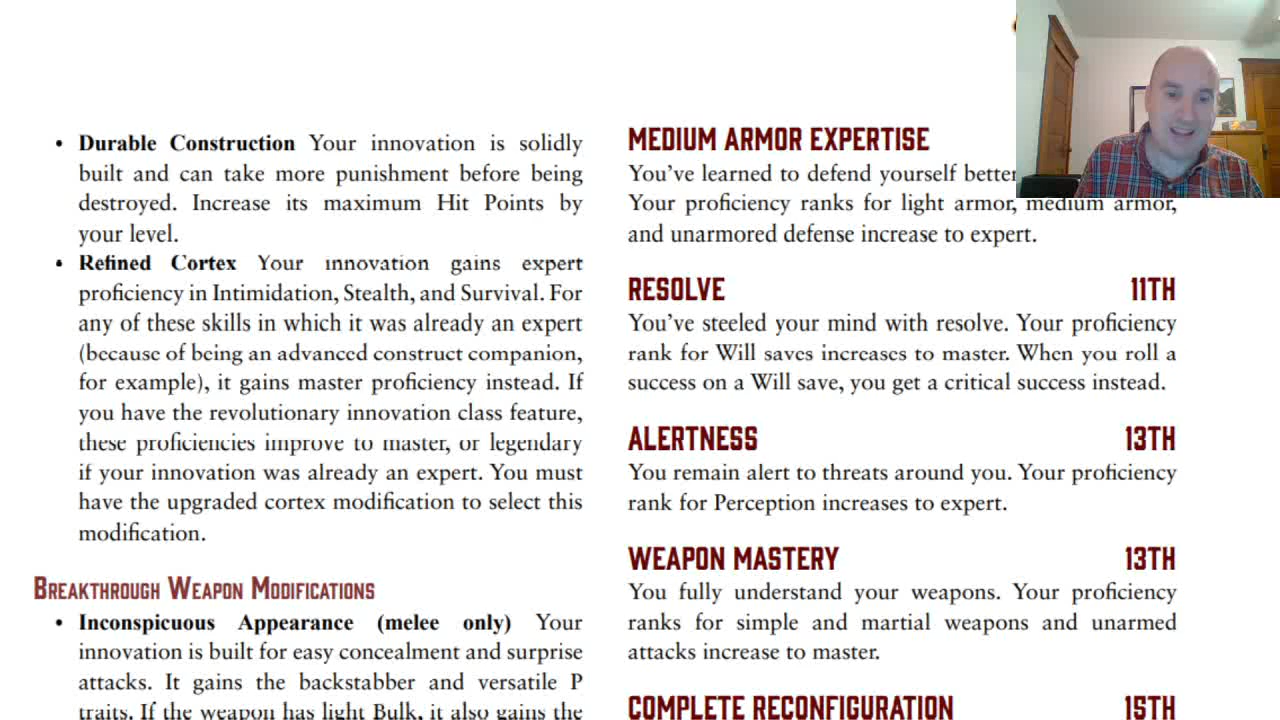 • Durable Construction Your innovation is solidly
built and can take more punishment before being
destroyed. Increase its maximum Hit Points by
your level.
• Refined Cortex Your innovation gains expert
proficiency in Intimidation, Stealth, and Survival. For
any of these skills in which it was already an expert
(because of being an advanced construct companion,
for example), it gains master proficiency instead. If
you have the revolutionary innovation class feature,
these proficiencies improve to master, or legendary
if your innovation was already an expert. You must
have the upgraded cortex modification to select this
modification.
BREAKTHROUGH WEAPON MODIFICATIONS
• Inconspicuous Appearance (melee only) Your
innovation is built for easy concealment and surprise
attacks. It gains the backstabber and versatile P
traits. If the weapon has light Bulk, it also gains the
MEDIUM ARMOR EXPERTISE
You've learned to defend yourself better
Your proficiency ranks for light armor, medium armor,
and unarmored defense increase to expert.
RESOLVE 11TH
You've steeled your mind with resolve. Your proficiency
rank for Will saves increases to master. When you roll a
success on a Will save, you get a critical success instead.
ALERTNESS 13TH
You remain alert to threats around you. Your proficiency
rank for Perception increases to expert.
WEAPON MASTERY 13TH
You fully understand your weapons. Your proficiency
ranks for simple and martial weapons and unarmed
attacks increase to master.
COMPLETE RECONFIGURATION 15TH